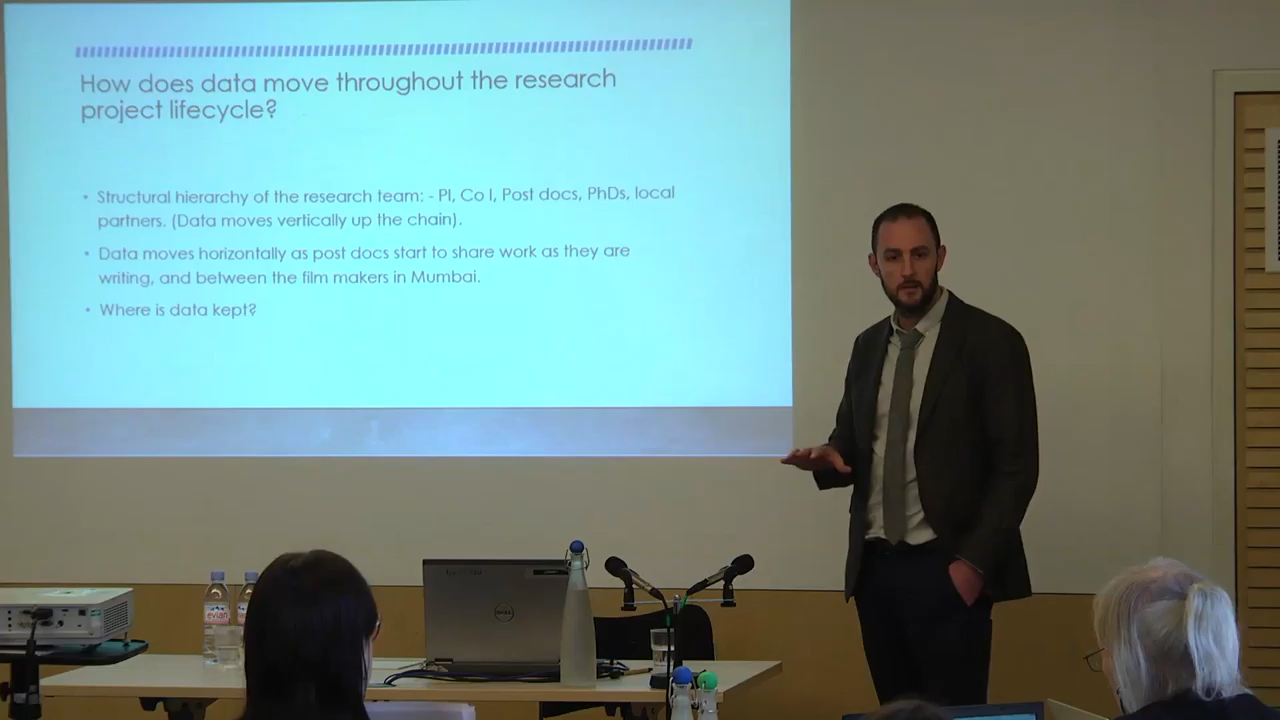 How does data move throughout the research
project lifecycle?
• Structural hierarchy of the research team: - PI, Co I, Post docs, PhDs, local
partners. (Data moves vertically up the chain).
• Data moves horizontally as post docs start to share work as they are
writing, and between the film makers in Mumbai.
• Where is data kept?
evian
DELL